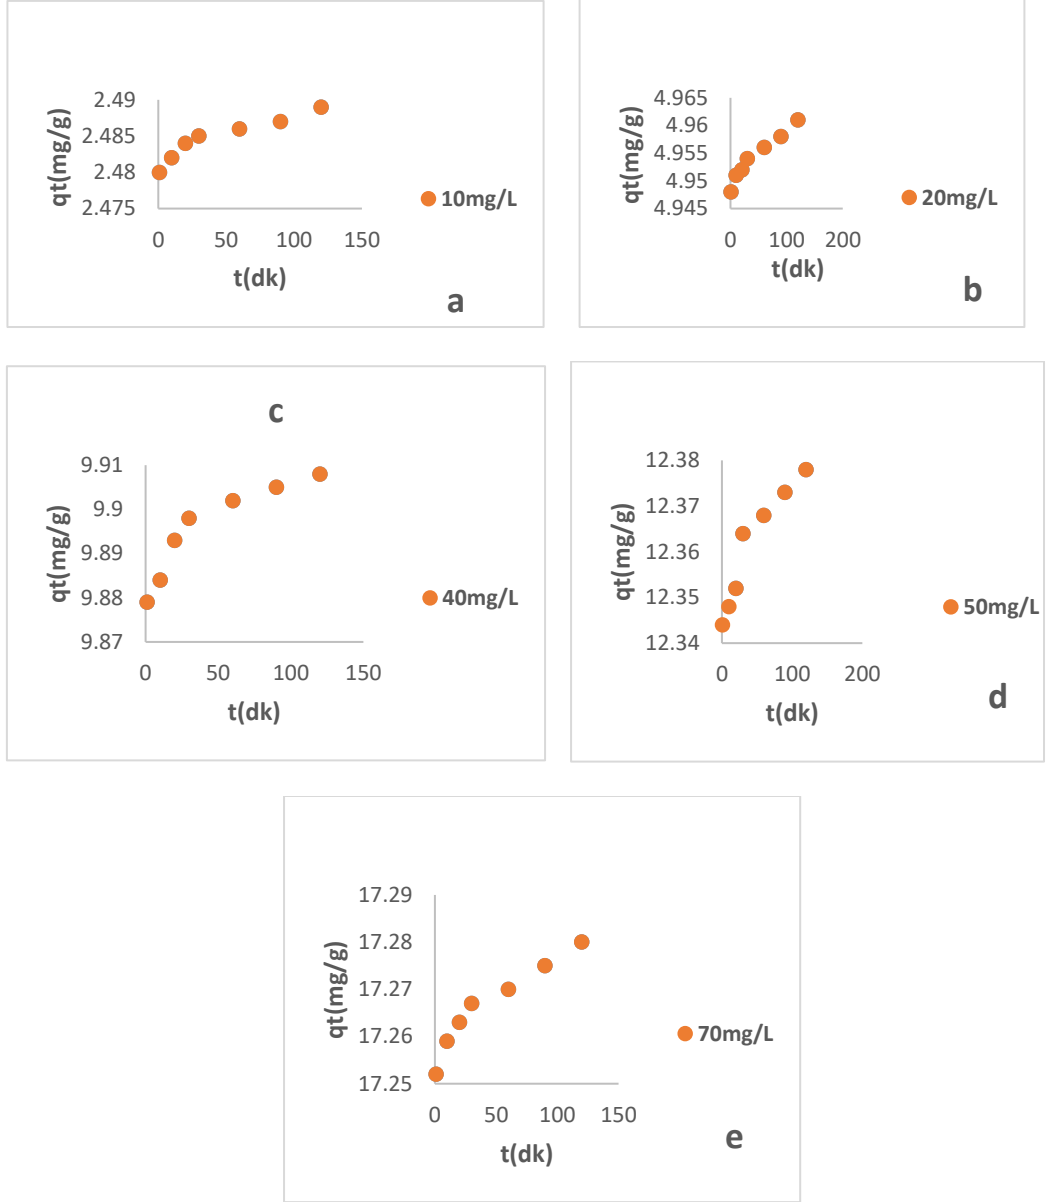 2.49
2.485
2.48
2.475
qt(mg/g)
0 50 100 150
t(dk)
10mg/L
a
4.965
4.96
4.955
4.95
4.945
qt(mg/g)
0 100 200
t(dk)
20mg/L
b
c
9.91
9.9
9.89
9.88
9.87
qt(mg/g)
0 50 100 150
t(dk)
40mg/L
12.38
12.37
12.36
12.35
12.34
qt(mg/g)
0 100 200
t(dk)
50mg/L
d
17.29
17.28
17.27
17.26
17.25
qt(mg/g)
0 50 100 150
t(dk)
70mg/L
e